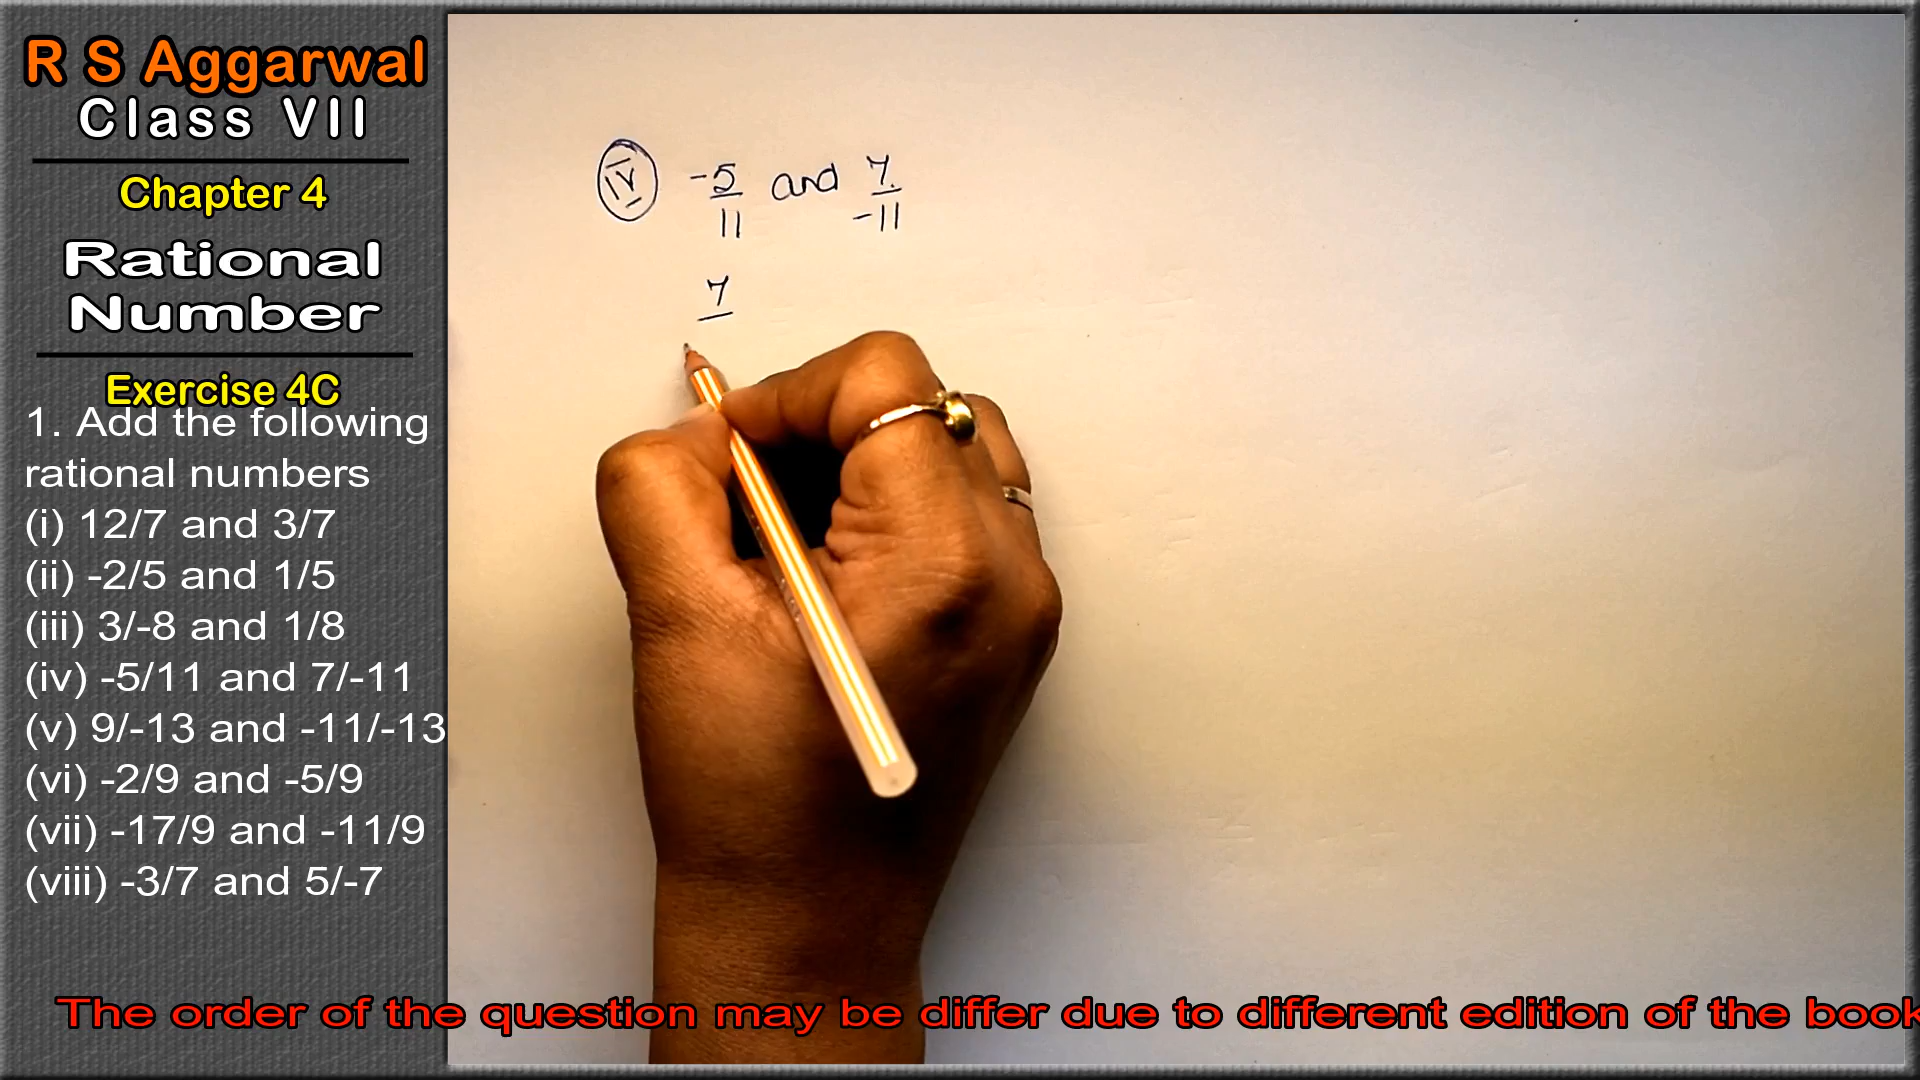 R S Aggarwal
Class VII
Chapter 4
Rational
Number
Exercise 4C
1. Add the following
rational numbers
(i) 12/7 and 3/7
(ii) -2/5 and 1/5
(iii) 3/-8 and 1/8
(iv) -5/11 and 7/-11
(v) 9/-13 and -11/-13
(vi) -2/9 and -5/9
(vii) -17/9 and -11/9
(viii) -3/7 and 5/-7
(iv) -5/11 and 7/-11
7
The order of the question may be differ due to different edition of the book